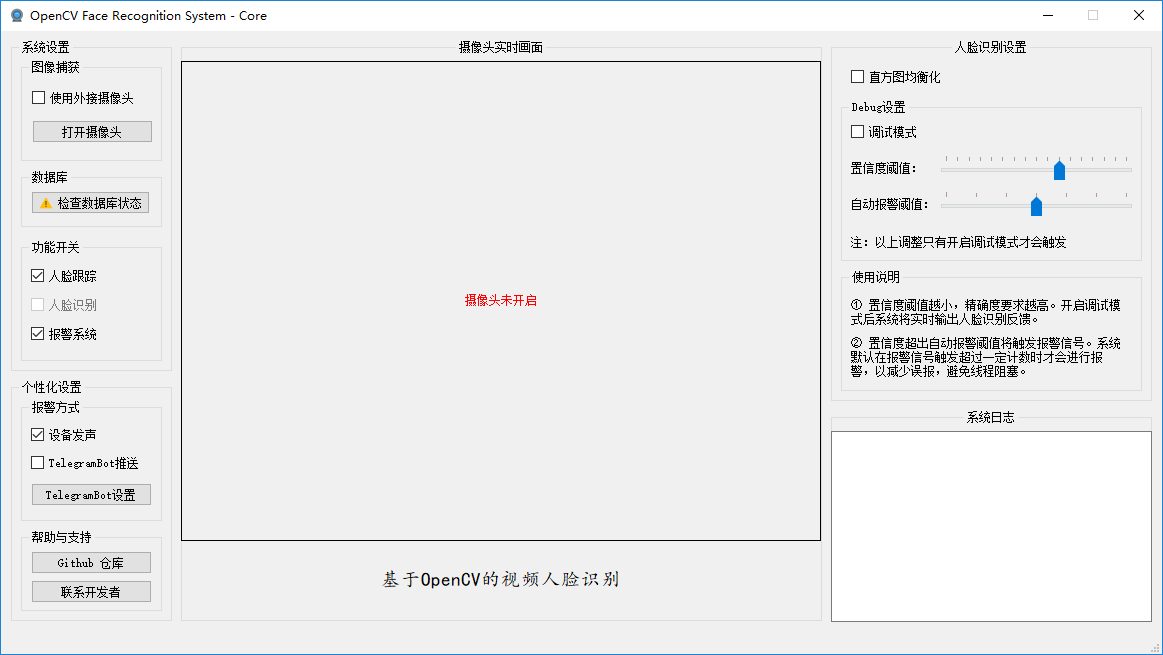 OpenCV Face Recognition System - Core
系统设置
图像捕获
使用外接摄像头
打开摄像头
数据库
检查数据库状态
功能开关
人脸跟踪
人脸识别
报警系统
个性化设置
报警方式
设备发声
TelegramBot推送
TelegramBot设置
帮助与支持
Github 仓库
联系开发者
摄像头实时画面
摄像头未开启
基于OpenCV的视频人脸识别
人脸识别设置
直方图均衡化
Debug设置
调试模式
置信度阈值：
自动报警阈值：
注：以上调整只有开启调试模式才会触发
使用说明
① 置信度阈值越小，精确度要求越高。开启调试模
式后系统将实时输出人脸识别反馈。
② 置信度超出自动报警阈值将触发报警信号。系统
默认在报警信号触发超过一定计数时才会进行报
警，以减少误报，避免线程阻塞。
系统日志